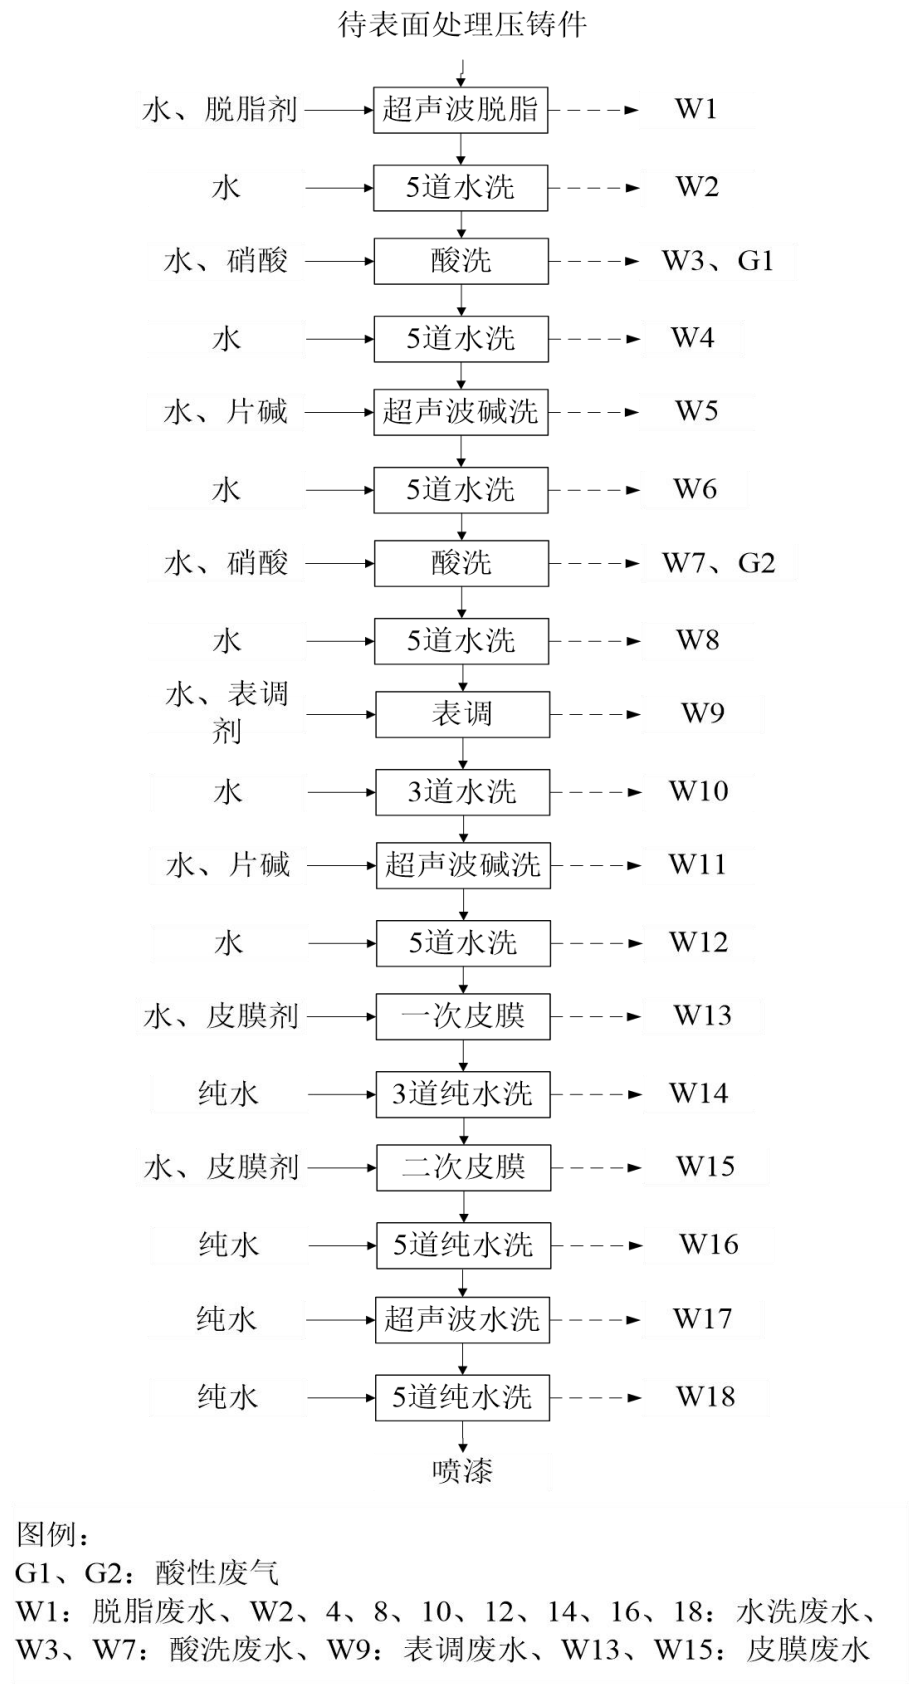 待表面处理压铸件
水、脱脂剂 超声波脱脂 W1
水 5道水洗 W2
水、硝酸 酸洗 W3、G1
水 5道水洗 W4
水、片碱 超声波碱洗 W5
水 5道水洗 W6
水、硝酸 酸洗 W7、G2
水 5道水洗 W8
水、表调
剂 表调 W9
水 3道水洗 W10
水、片碱 超声波碱洗 W11
水 5道水洗 W12
水、皮膜剂 一次皮膜 W13
纯水 3道纯水洗 W14
水、皮膜剂 二次皮膜 W15
纯水 5道纯水洗 W16
纯水 超声波水洗 W17
纯水 5道纯水洗 W18
喷漆
图例：
G1、G2：酸性废气
W1：脱脂废水、W2、4、8、10、12、14、16、18：水洗废水、
W3、W7：酸洗废水、W9：表调废水、W13、W15：皮膜废水